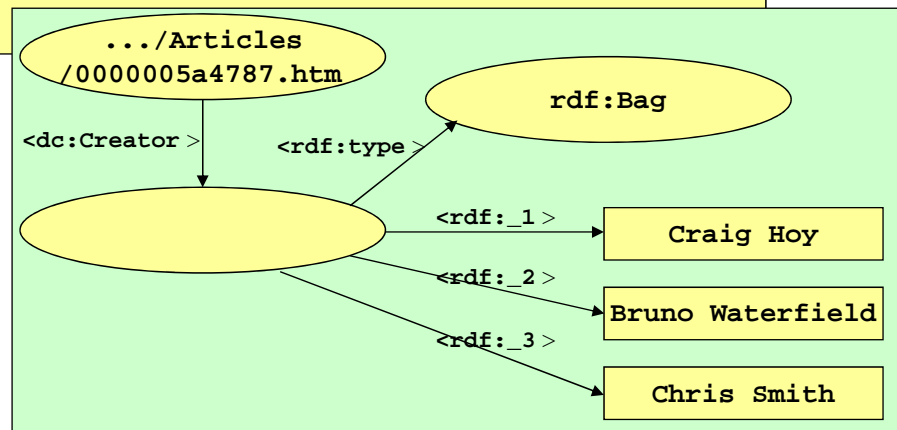 .../Articles
/0000005a4787.htm
rdf:Bag
<dc:Creator >
<rdf:type >
<rdf:_1 >
Craig Hoy
<rdf:_2 >
Bruno Waterfield
<rdf:_3 >
Chris Smith